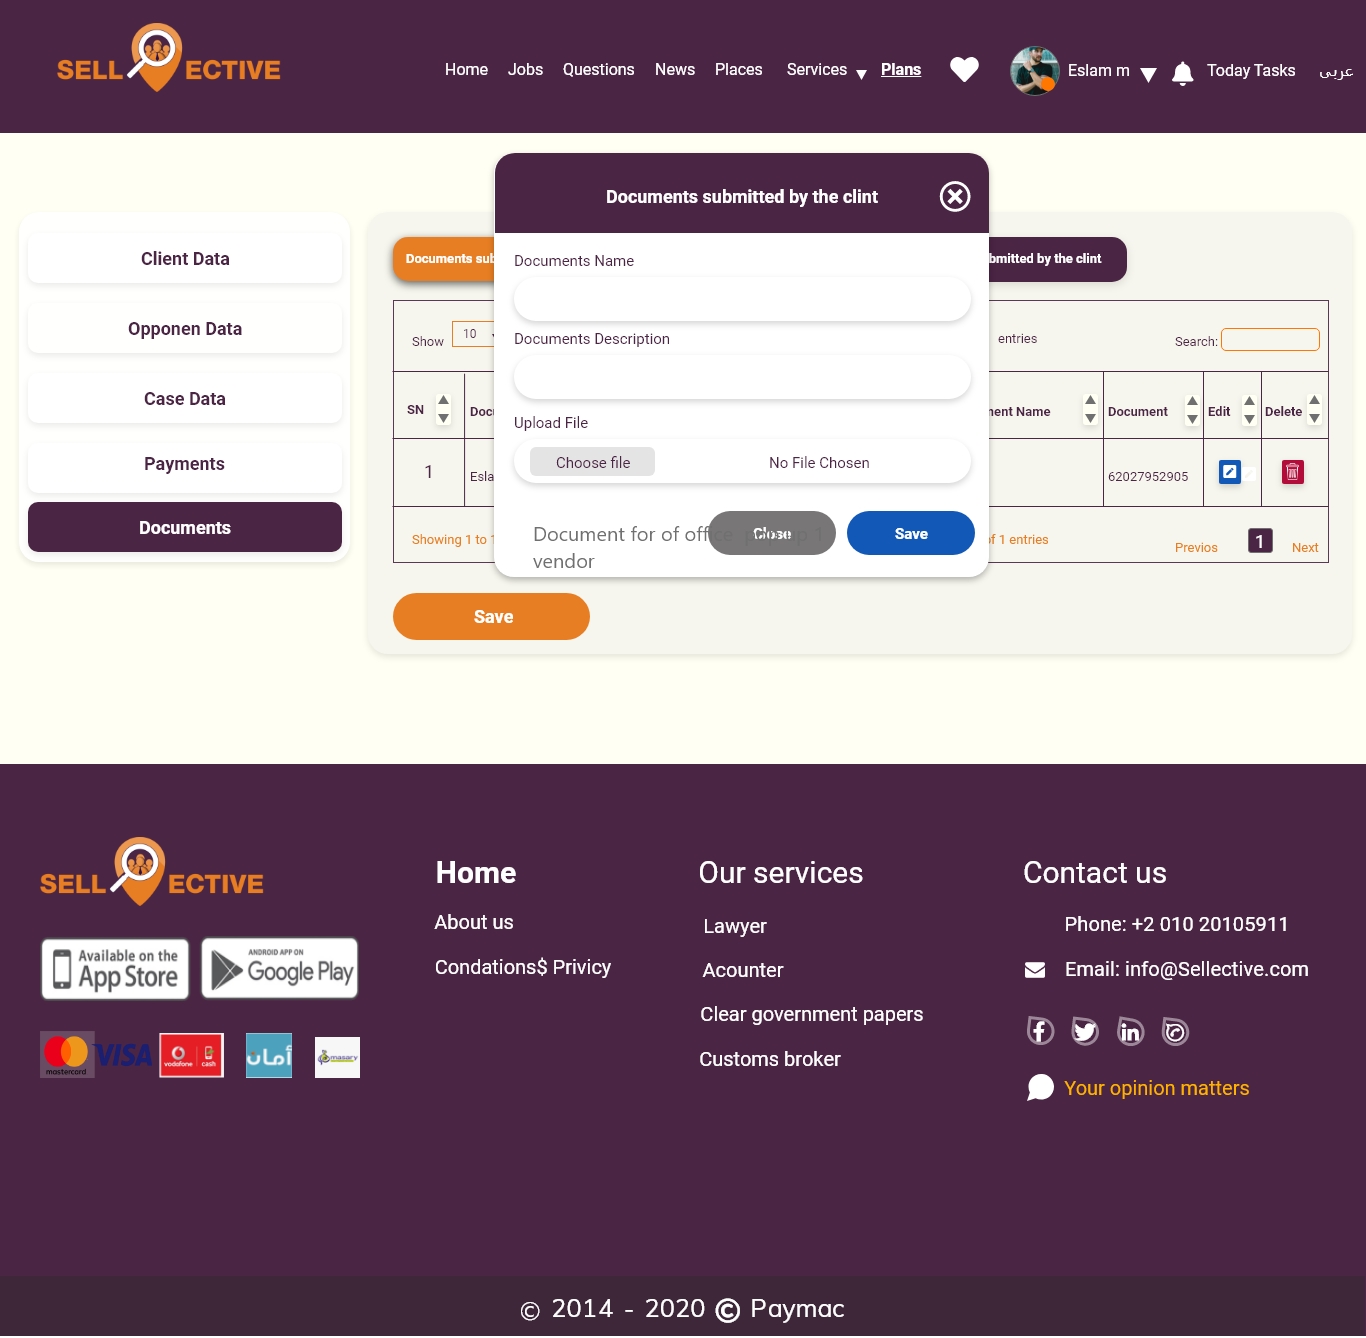 SELL ECTIVE
Home Jobs Questions News Places Services Plans Eslam m Today Tasks عربى
Documents submitted by the clint
Client Data
Opponen Data
Case Data
Payments
Documents
Documents sub
bmitted by the clint
Documents Name
Documents Description
Upload File
Choose file No File Chosen
Document for of office popup 1
vendor
Close Save
Show 10 entries Search:
SN Docu ment Name Document Edit Delete
1 Esla 62027952905
Showing 1 to 1 of 1 entries Previos 1 Next
Save
SELL ECTIVE
Available on the
App Store
ANDROID APP ON
Google Play
mastercard VISA vodafone cash أمان masary
Home
About us
Condations$ Privicy
Our services
Lawyer
Acounter
Clear government papers
Customs broker
Contact us
Phone: +2 010 20105911
Email: info@Sellective.com
Your opinion matters
© 2014 - 2020 © Paymac